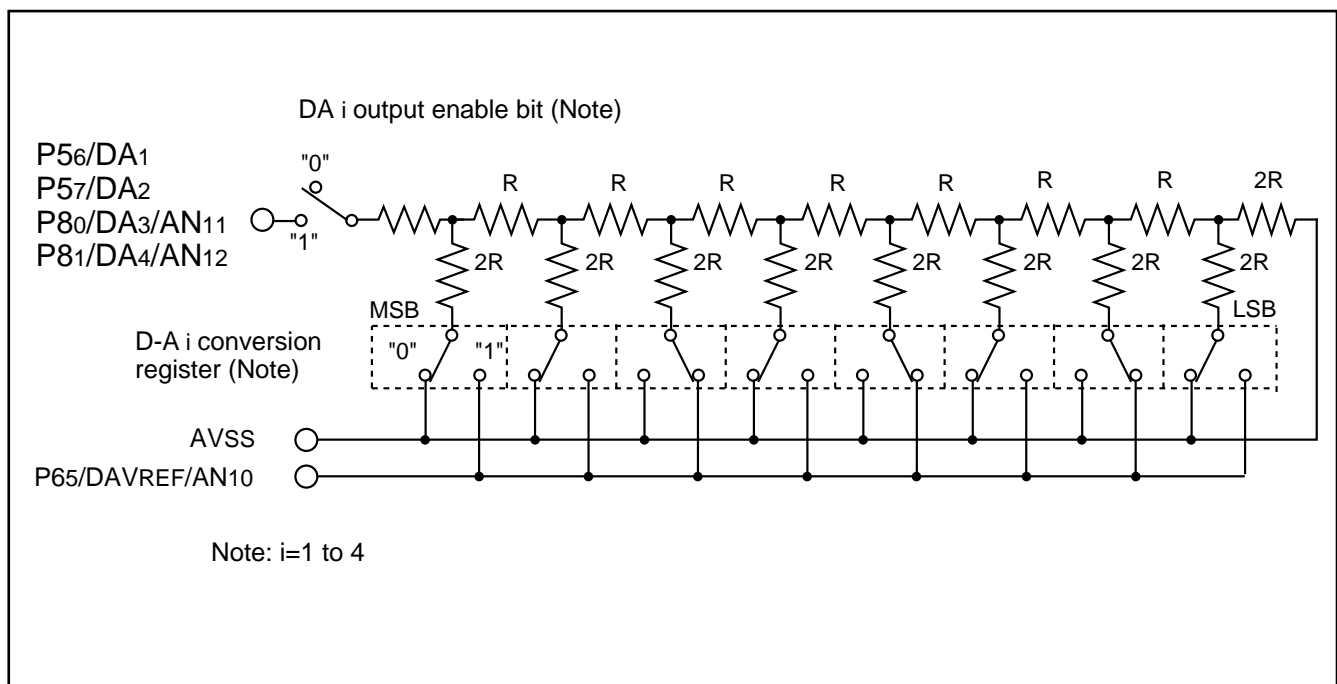 DA i output enable bit (Note)
P56/DA1
P57/DA2
P80/DA3/AN11
P81/DA4/AN12
"0"
"1"
R R R R R R R 2R
2R 2R 2R 2R 2R 2R 2R 2R
MSB
LSB
D-A i conversion
register (Note)
"0" "1"
AVSS
P65/DAVREF/AN10
Note: i=1 to 4